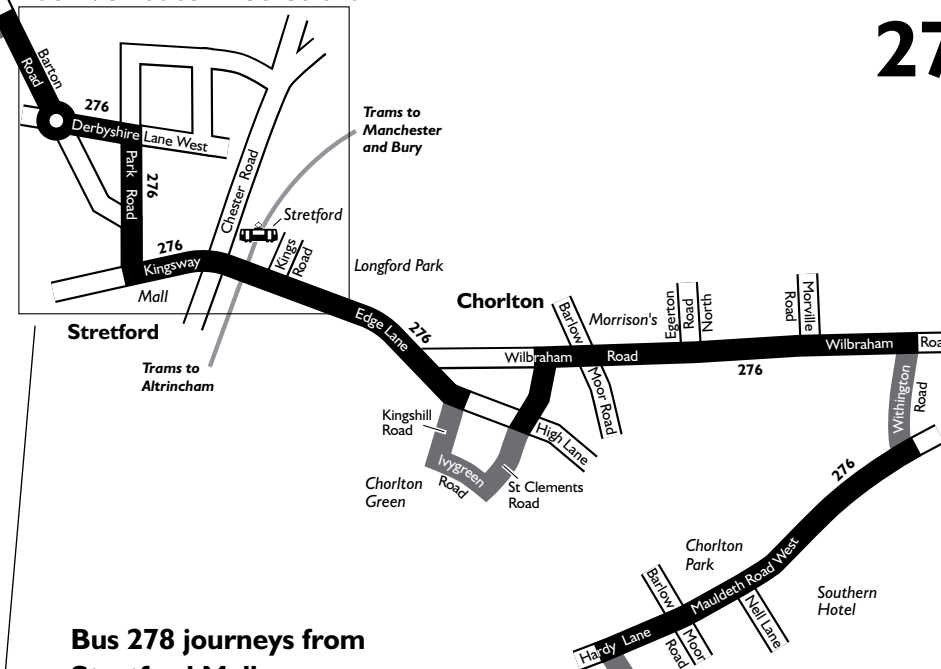 27
Barton
Road
276
Derbyshire Lane West
Park Road
276
Chester Road
Trams to
Manchester
and Bury
Stretford
Kings
Road
276
Kingsway
Mall
Longford Park
Stretford
Edge Lane
276
Trams to
Altrincham
Chorlton
Barlow
Moor Road
Morrison's
Egerton
Road
North
Morville
Road
Wilbraham Road
276
Wilbraham
Roa
Withington
Road
Kingshill
Road
High Lane
Ivygreen
Road
Chorlton
Green
St Clements
Road
276
Chorlton
Park
Mauldeth Road West
Barlow
Moor
Road
Nell Lane
Southern
Hotel
Hardy Lane
Bus 278 journeys from